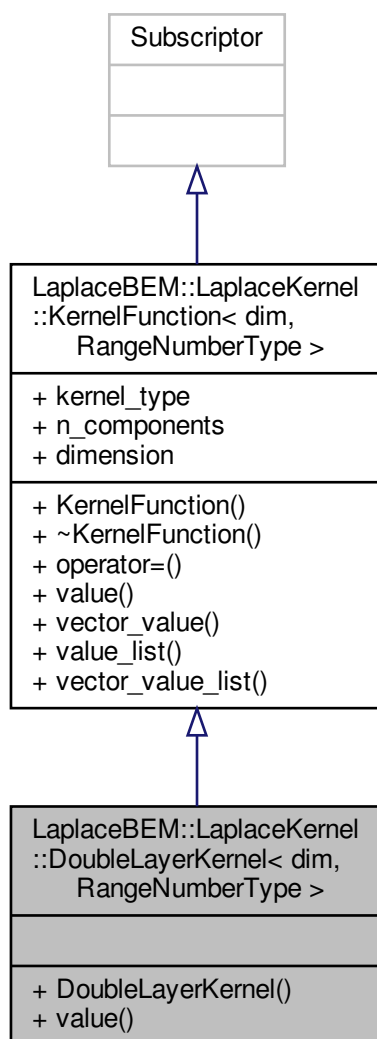 Subscriptor
LaplaceBEM::LaplaceKernel
::KernelFunction< dim,
RangeNumberType >
+ kernel_type
+ n_components
+ dimension
+ KernelFunction()
+ ~KernelFunction()
+ operator=()
+ value()
+ vector_value()
+ value_list()
+ vector_value_list()
LaplaceBEM::LaplaceKernel
::DoubleLayerKernel< dim,
RangeNumberType >
+ DoubleLayerKernel()
+ value()